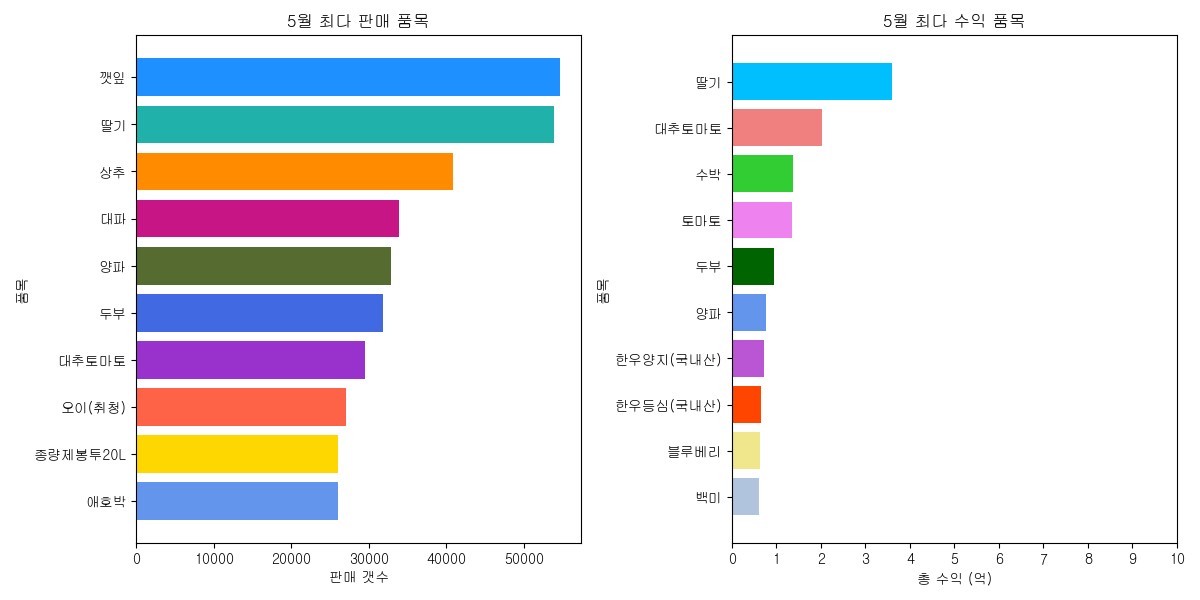 5월 최다 판매 품목
품목
깻잎
딸기
상추
대파
양파
두부
대추토마토
오이(취청)
종량제봉투20L
애호박
0 10000 20000 30000 40000 50000
판매 갯수
5월 최다 수익 품목
품목
딸기
대추토마토
수박
토마토
두부
양파
한우양지(국내산)
한우등심(국내산)
블루베리
백미
0 1 2 3 4 5 6 7 8 9 10
총 수익 (억)